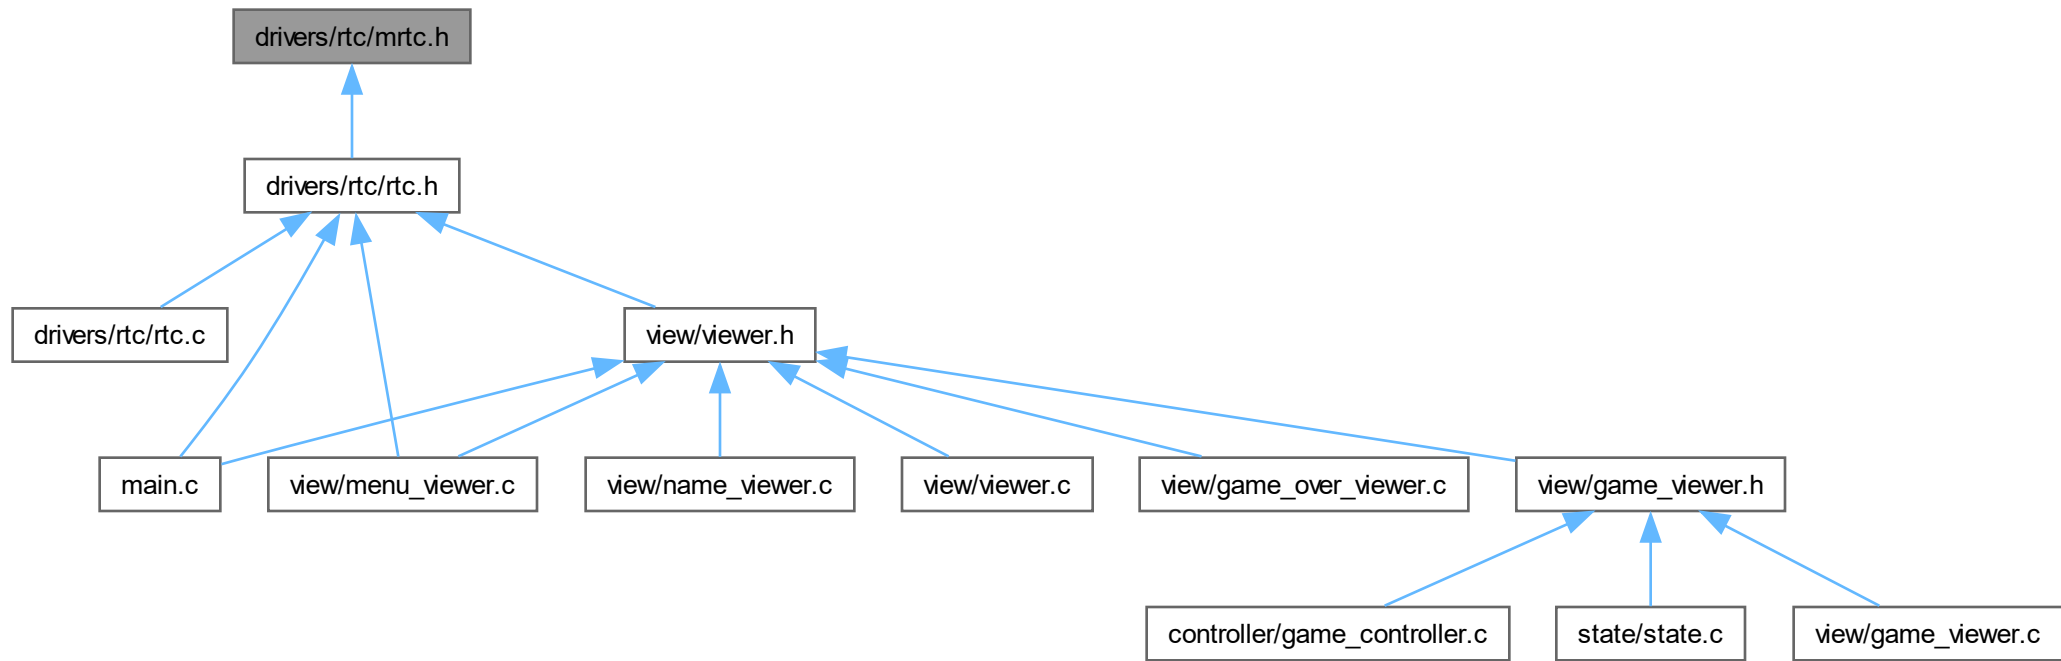 drivers/rtc/mrtc.h
drivers/rtc/rtc.h
drivers/rtc/rtc.c
view/viewer.h
main.c
view/menu_viewer.c
view/name_viewer.c
view/viewer.c
view/game_over_viewer.c
view/game_viewer.h
controller/game_controller.c
state/state.c
view/game_viewer.c